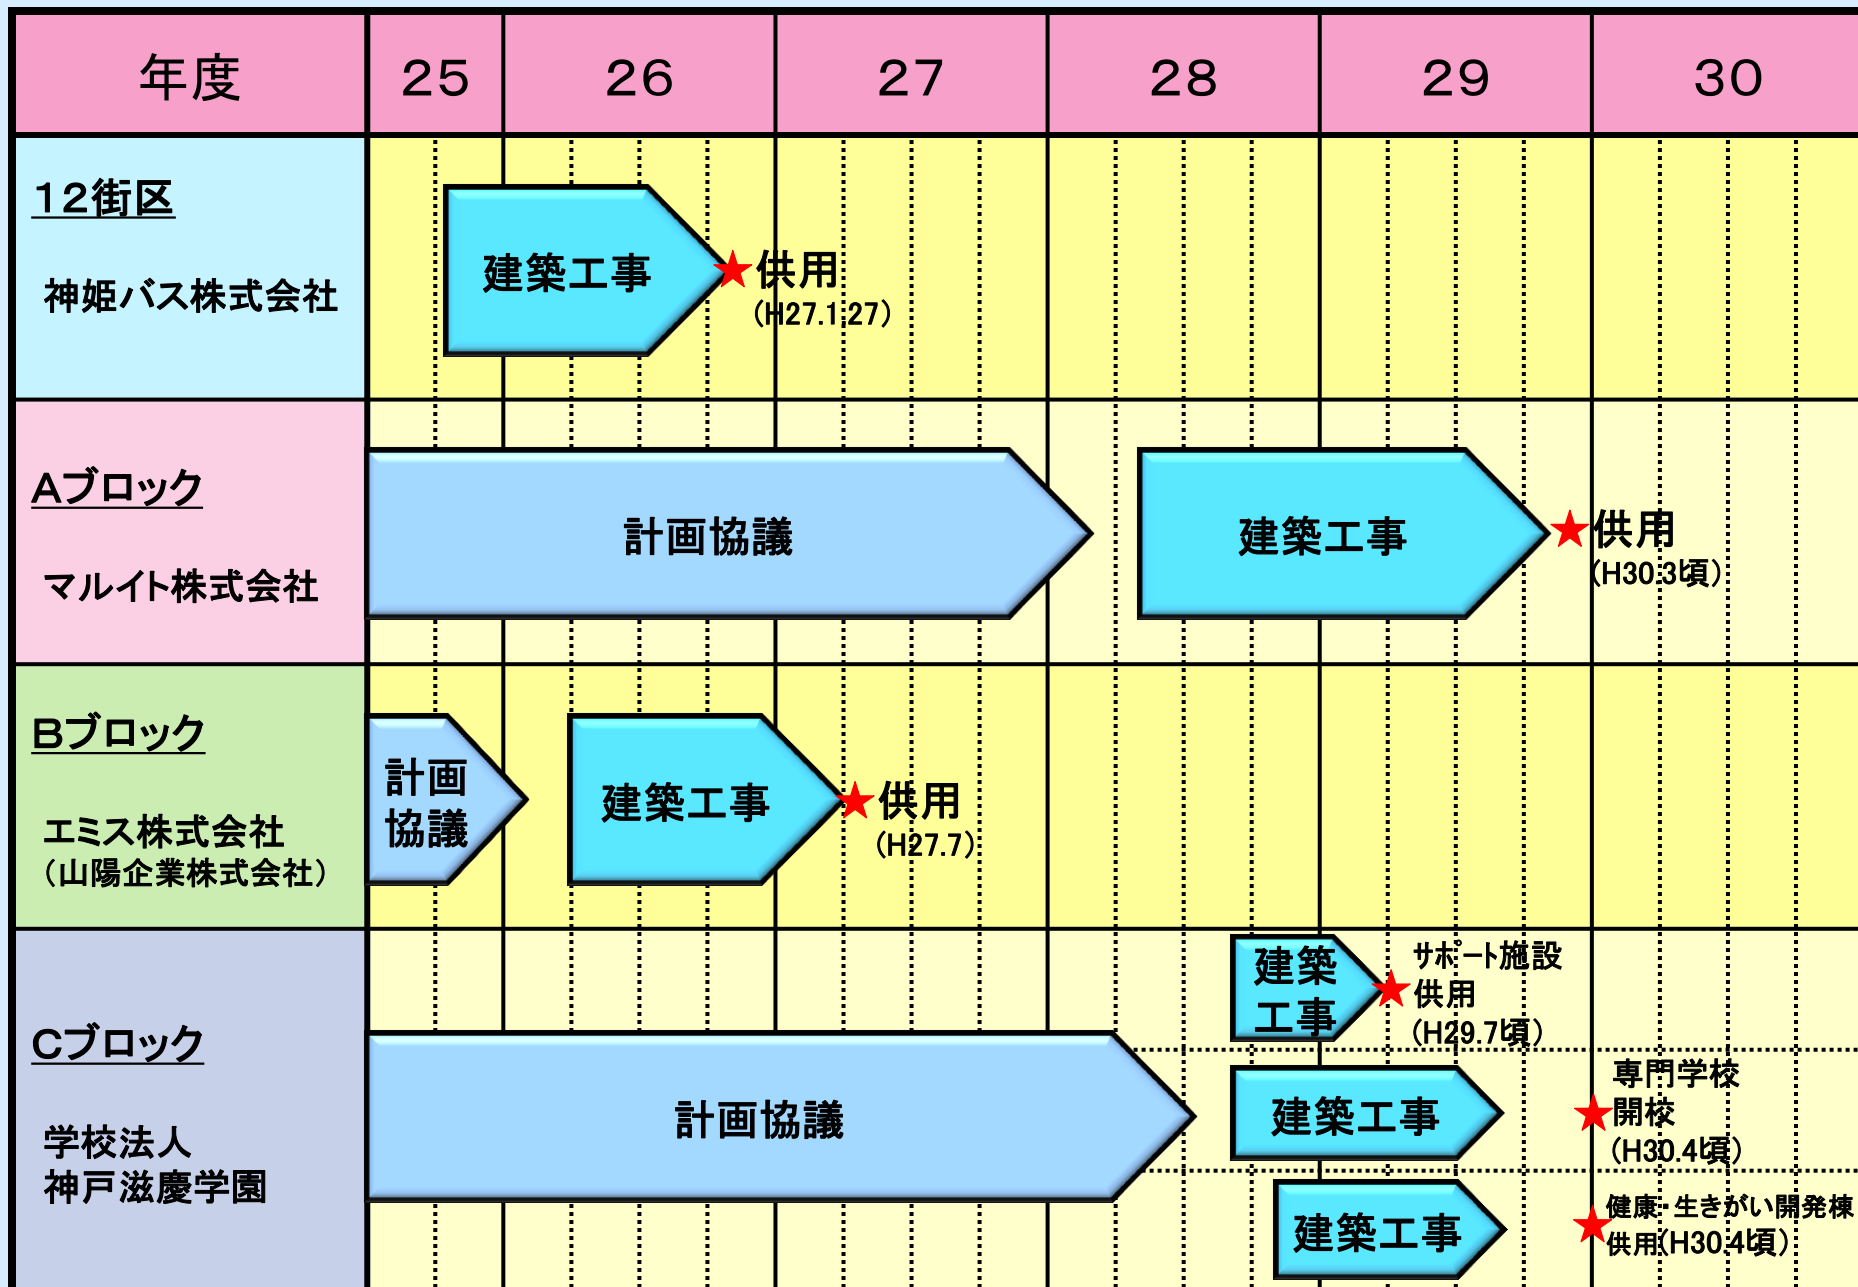 年度 25 26 27 28 29 30
12街区
神姫バス株式会社
建築工事
供用
(H27.1.27)
Aブロック
マルイト株式会社
計画協議
建築工事
供用
(H30.3頃)
Bブロック
エミス株式会社
(山陽企業株式会社)
計画
協議
建築工事
供用
(H27.7)
Cブロック
学校法人
神戸滋慶学園
計画協議
建築
工事
サポート施設
供用
(H29.7頃)
建築工事
専門学校
開校
(H30.4頃)
建築工事
健康・生きがい開発棟
供用(H30.4頃)